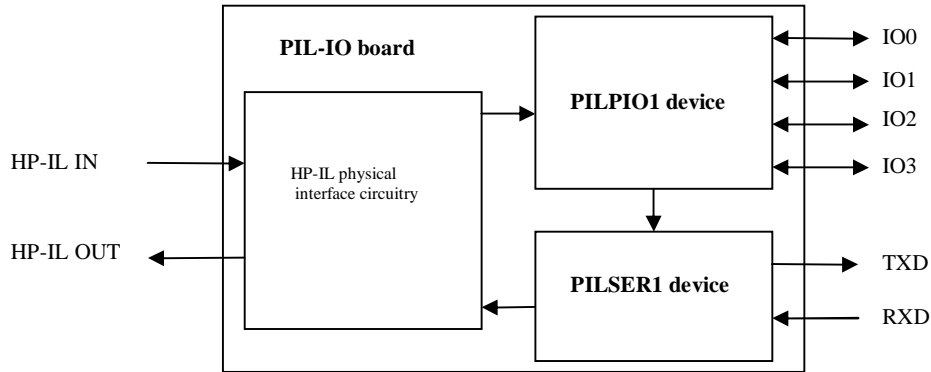 PIL-IO board
HP-IL IN
HP-IL OUT
HP-IL physical
interface circuitry
PILPIO1 device
IO0
IO1
IO2
IO3
PILSER1 device
TXD
RXD